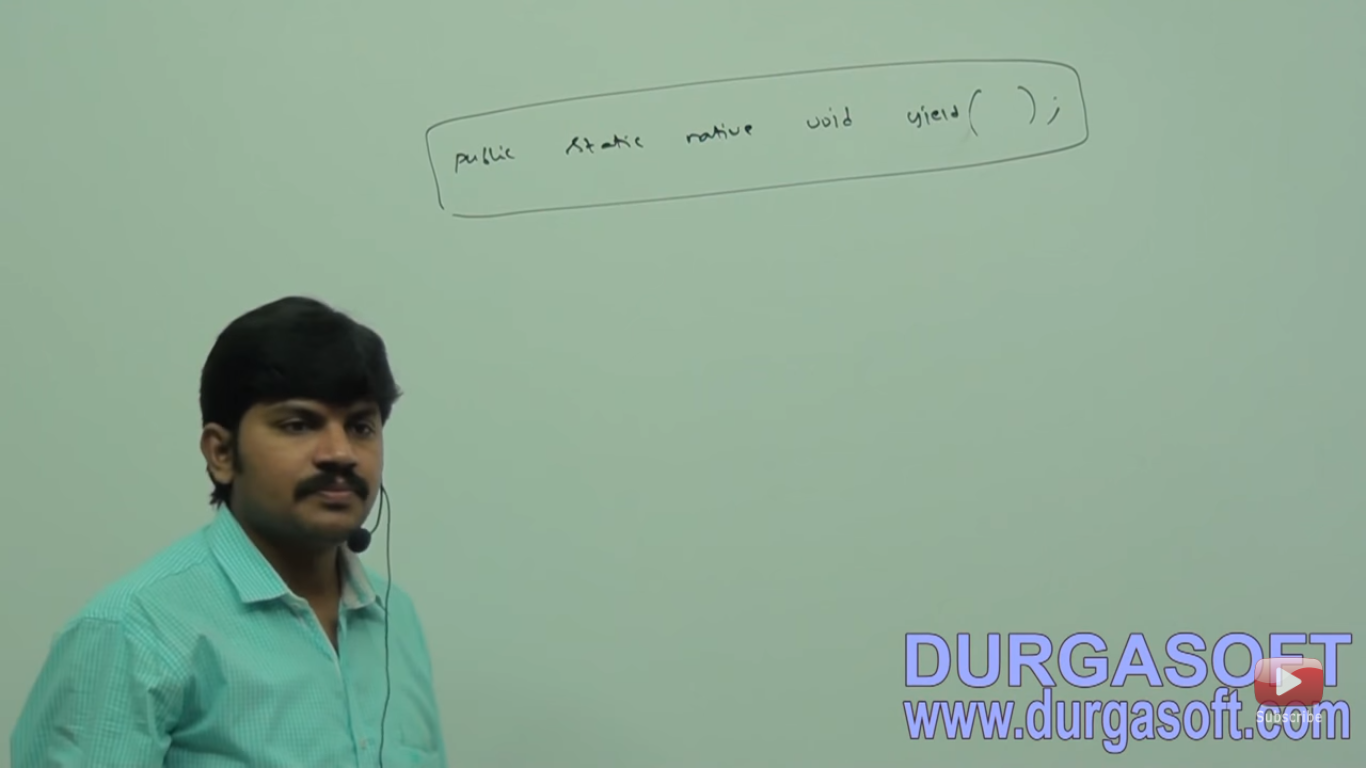 public static native void yield( );
DURGASOFT
www.durgasoft.com
Subscribe